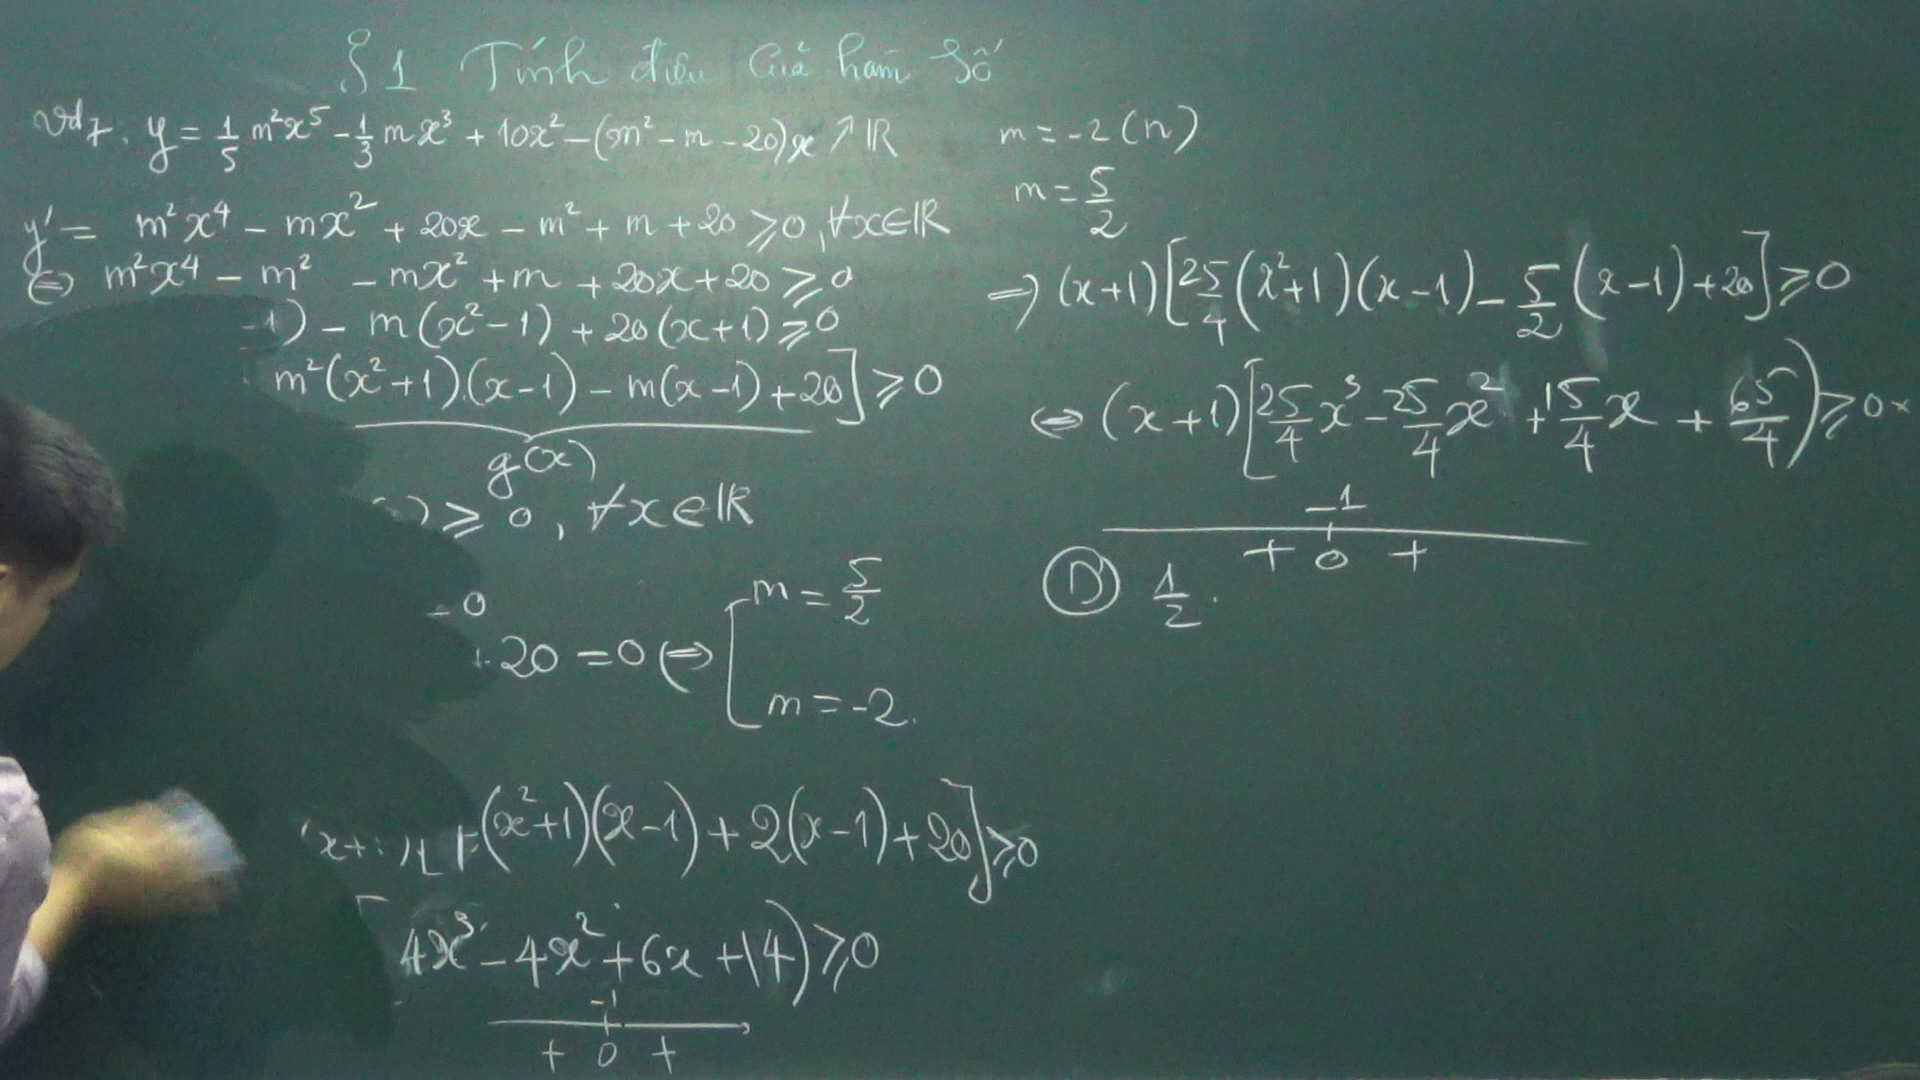 §1 Tính điệu của hàm số
vd7. y = 1/5 m²x⁵ - 1/3 mx³ + 10x² - (m² - m - 20)x ↗ ℝ
y' = m²x⁴ - mx² + 20x - m² + m + 20 ⩾ 0, ∀x∈ℝ
⇔ m²x⁴ - m² - mx² + m + 20x + 20 ⩾ 0
-1) - m(x²-1) + 20(x+1) ⩾ 0
m²(x²+1).(x-1) - m(x-1) + 20] ⩾ 0
g(x)
) ⩾ 0, ∀x∈ℝ
- 0
+ 20 = 0 ⇔ [ m = 5/2
m = -2.
(x²+1)(x-1) + 2(x-1) + 20] ⩾ 0
4x³ - 4x² + 6x + 14) ⩾ 0
-1
+ 0 +
m = -2 (n)
m = 5/2
⇒ (x+1)[25/4 (x²+1)(x-1) - 5/2 (x-1) + 20] ⩾ 0
⇔ (x+1)[25/4 x³ - 25/4 x² + 15/4 x + 65/4) ⩾ 0
-1
+ 0 +
Ⓓ 1/2.